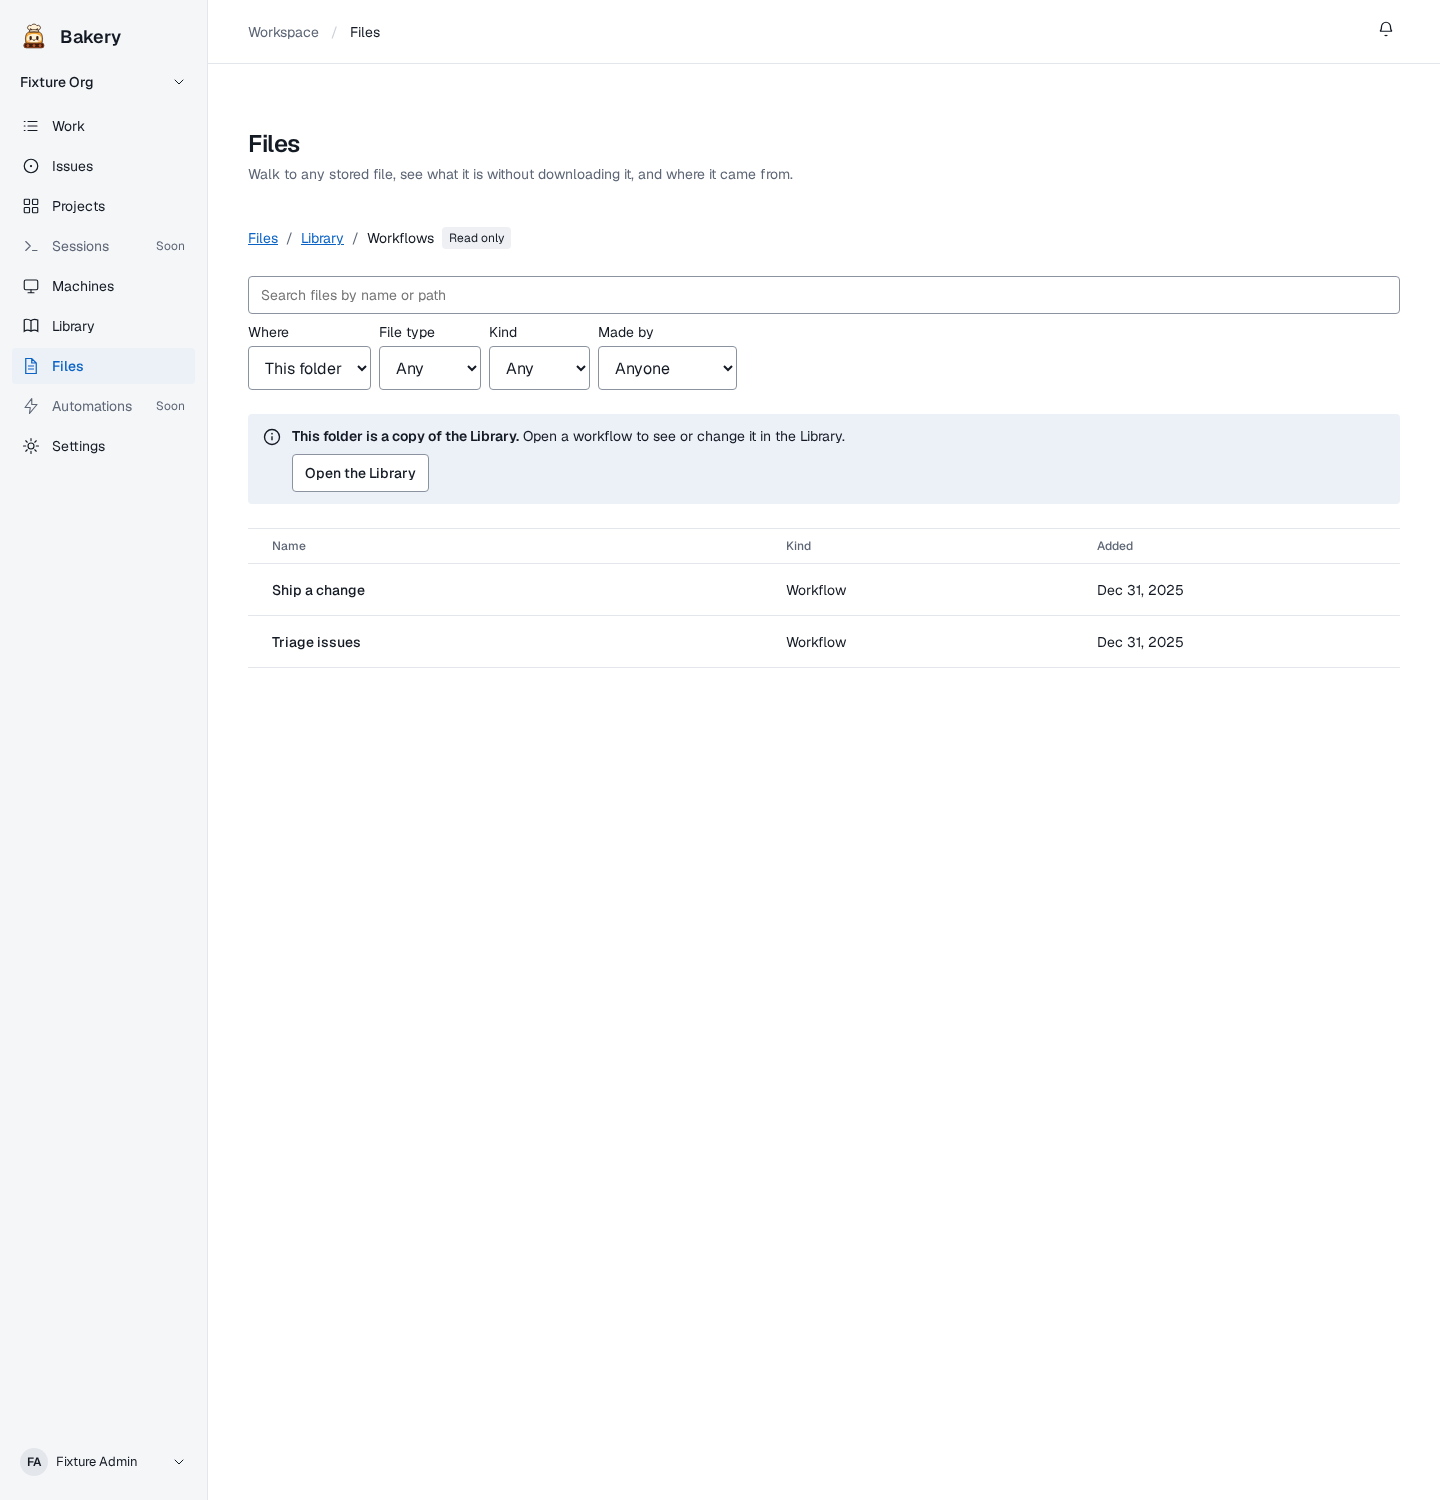 Bakery
Fixture Org
Work
Issues
Projects
Sessions Soon
Machines
Library
Files
Automations Soon
Settings
FA Fixture Admin
Workspace / Files
Files
Walk to any stored file, see what it is without downloading it, and where it came from.
Files / Library / Workflows Read only
Search files by name or path
Where File type Kind Made by
This folder Any Any Anyone
This folder is a copy of the Library. Open a workflow to see or change it in the Library.
Open the Library
Name Kind Added
Ship a change Workflow Dec 31, 2025
Triage issues Workflow Dec 31, 2025